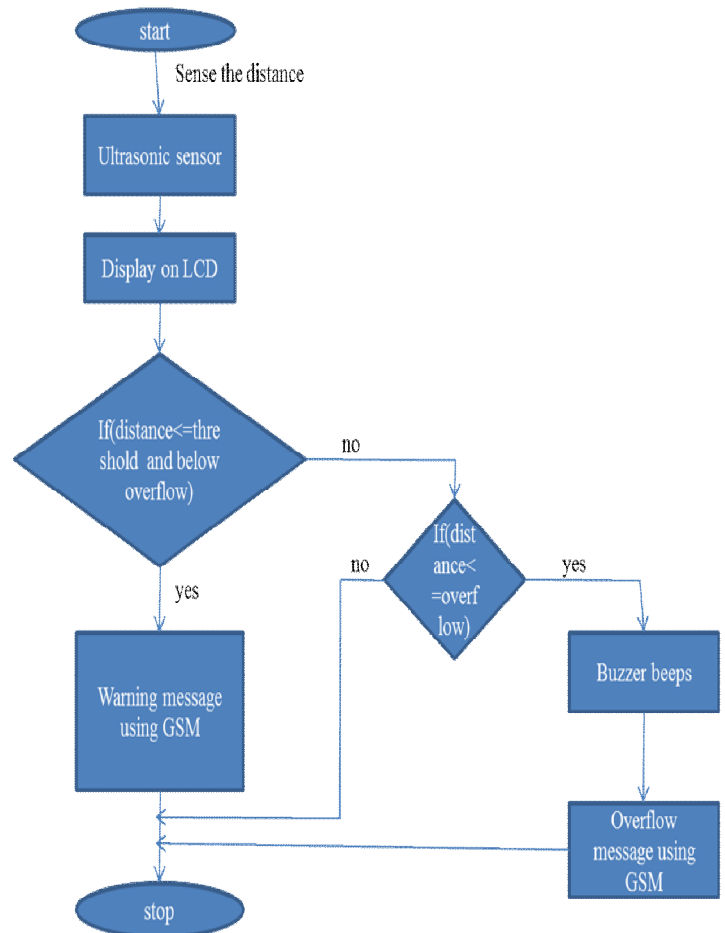 start
Sense the distance
Ultrasonic sensor
Display on LCD
If(distance<=thre
shold and below
overflow)
no
yes
If(dist
ance<
=overf
low)
no
yes
Warning message
using GSM
Buzzer beeps
Overflow
message using
GSM
stop